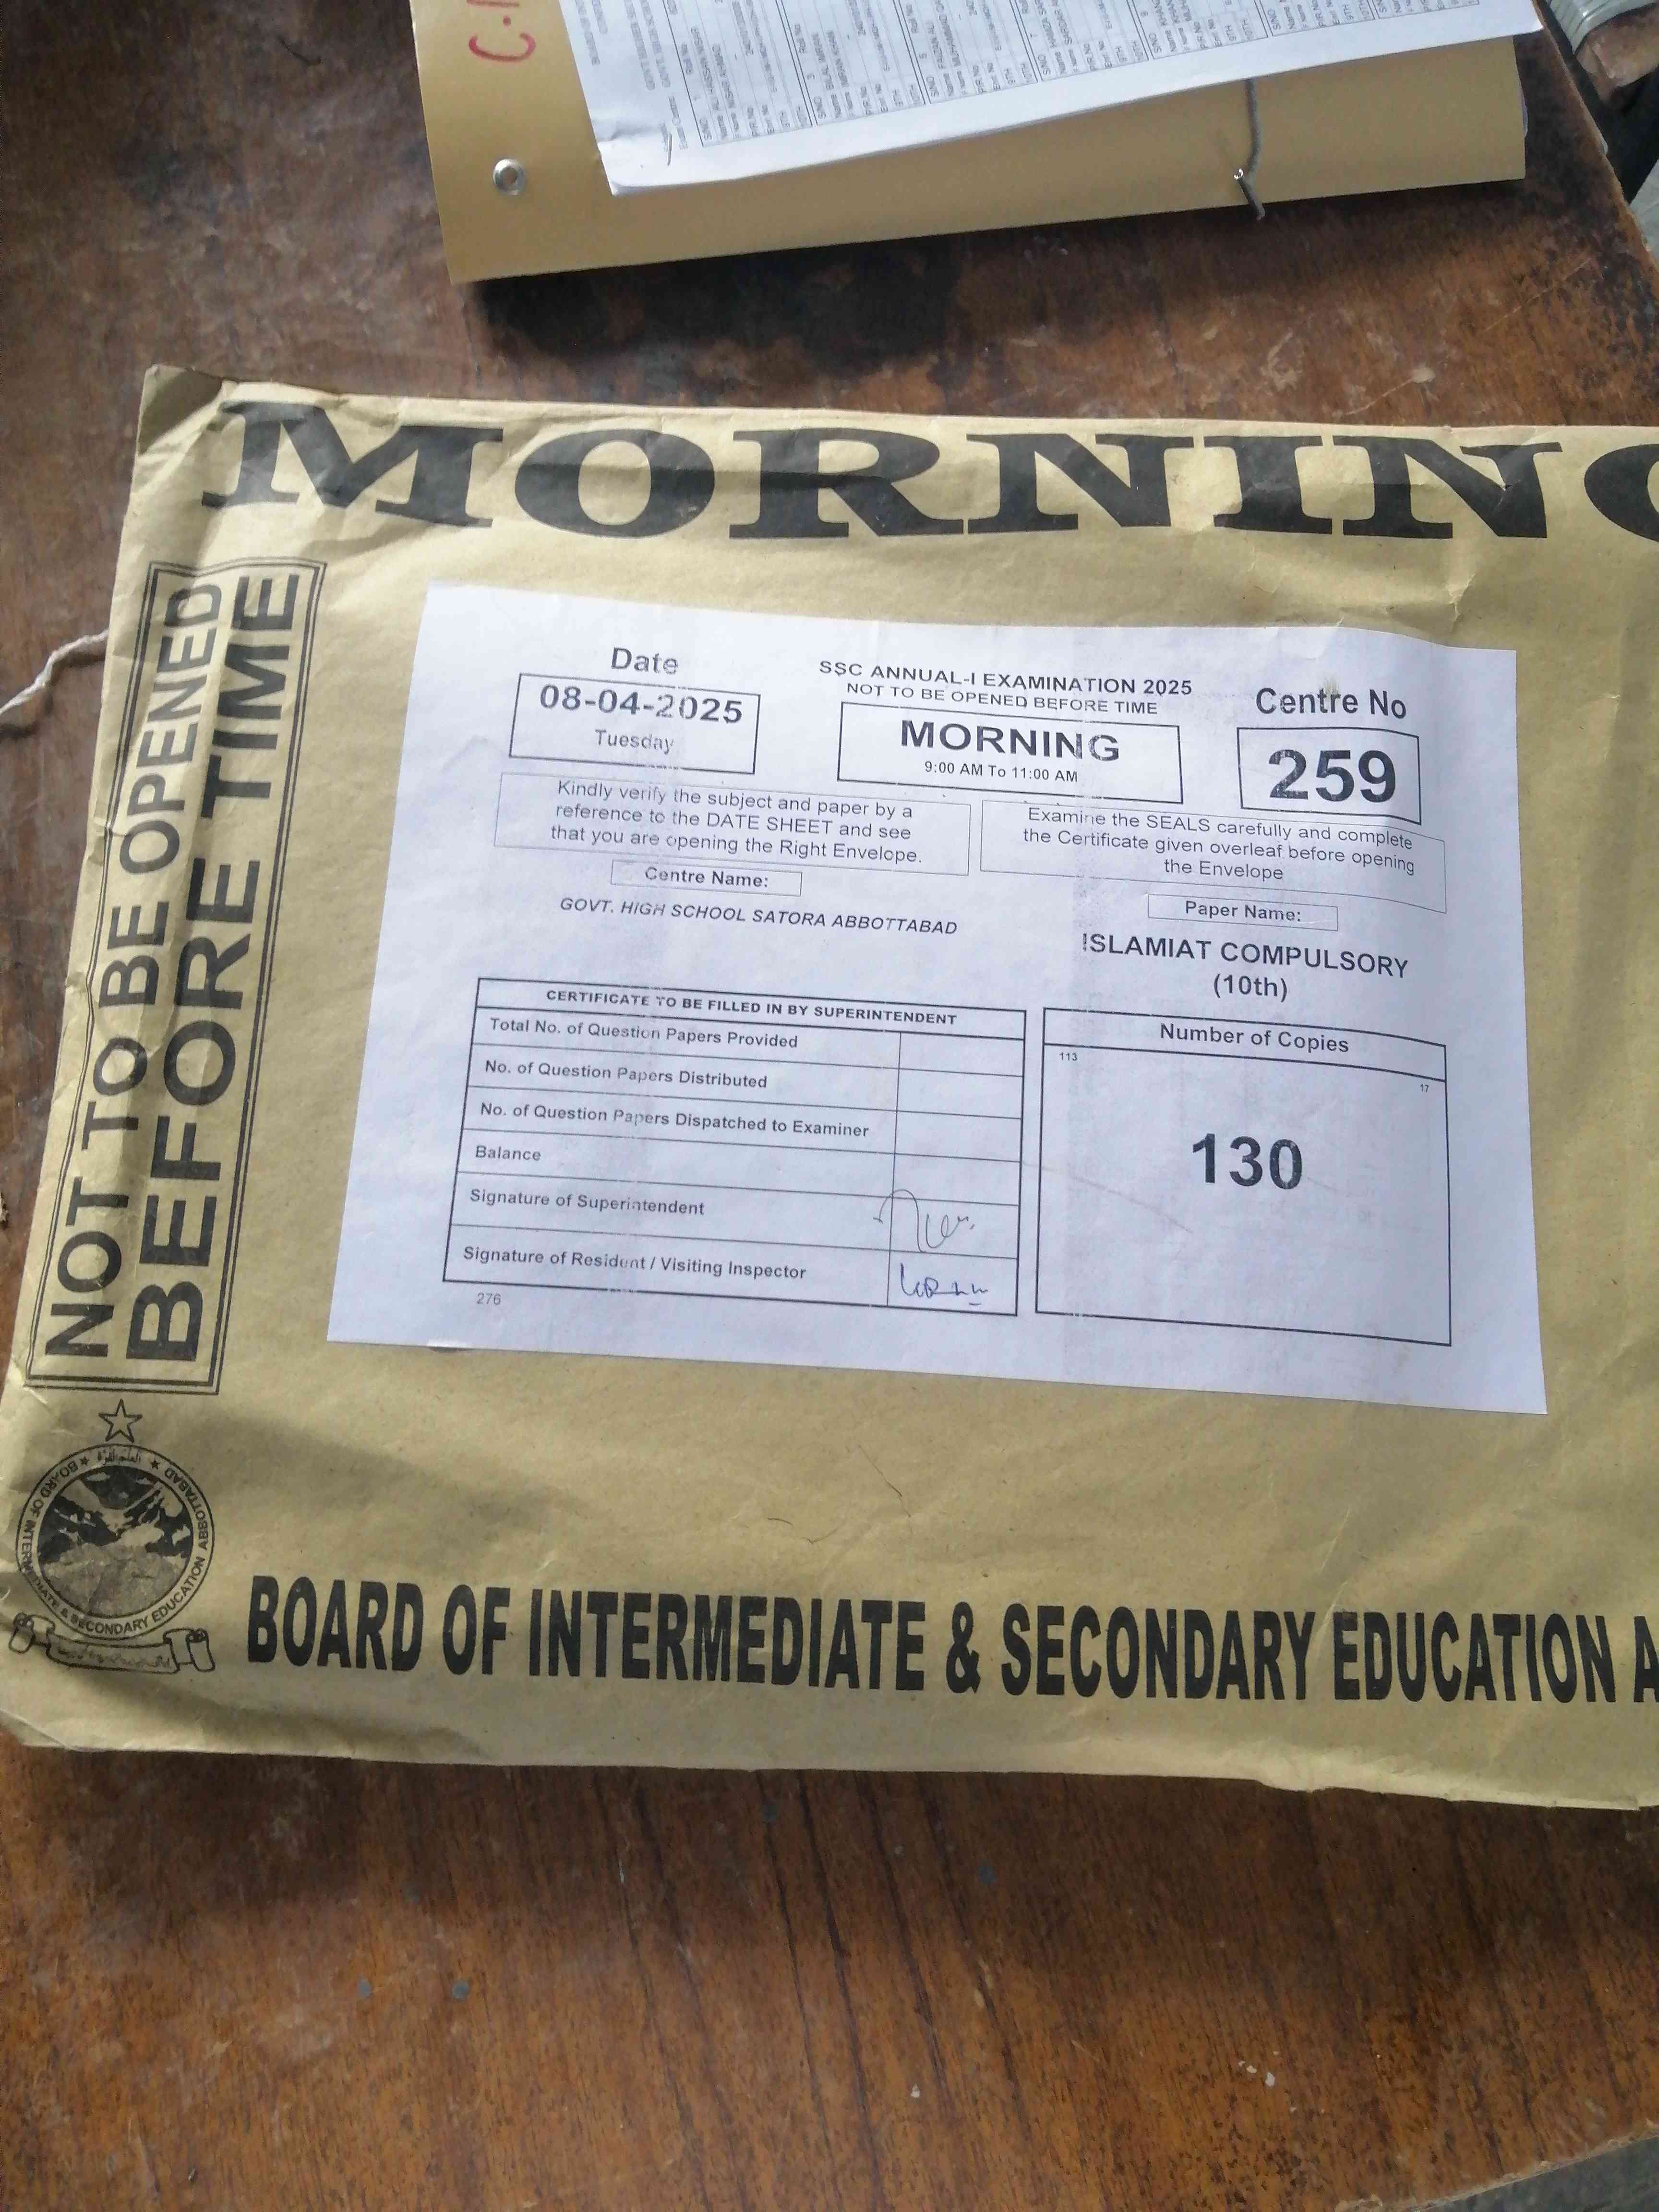 C.
MORNING
NOT TO BE OPENED
BEFORE TIME
Date
08-04-2025
Tuesday
SSC ANNUAL-I EXAMINATION 2025
NOT TO BE OPENED BEFORE TIME
MORNING
9:00 AM To 11:00 AM
Centre No
259
Kindly verify the subject and paper by a
reference to the DATE SHEET and see
that you are opening the Right Envelope.
Examine the SEALS carefully and complete
the Certificate given overleaf before opening
the Envelope
Centre Name:
GOVT. HIGH SCHOOL SATORA ABBOTTABAD
Paper Name:
ISLAMIAT COMPULSORY
(10th)
CERTIFICATE TO BE FILLED IN BY SUPERINTENDENT
Total No. of Question Papers Provided
No. of Question Papers Distributed
No. of Question Papers Dispatched to Examiner
Balance
Signature of Superintendent
Signature of Resident / Visiting Inspector
276
Number of Copies
113
17
130
BOARD OF INTERMEDIATE & SECONDARY EDUCATION ABBOTTABAD
BOARD OF INTERMEDIATE & SECONDARY EDUCATION A